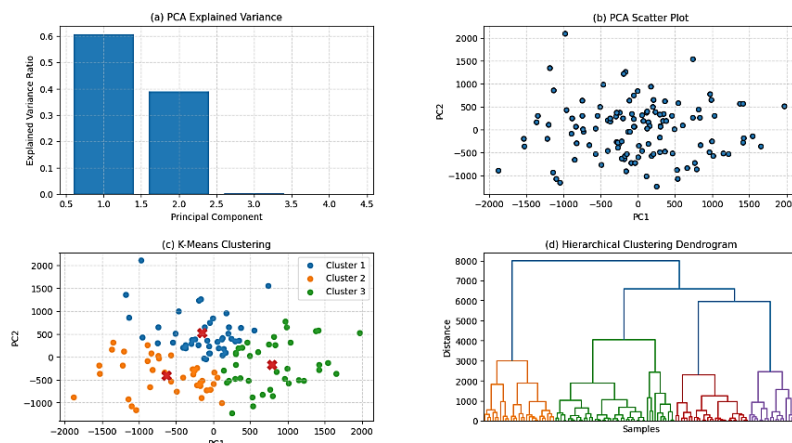 (a) PCA Explained Variance
0.6
0.5
0.4
0.3
0.2
0.1
0.0
Explained Variance Ratio
0.5 1.0 1.5 2.0 2.5 3.0 3.5 4.0 4.5
Principal Component
(b) PCA Scatter Plot
2000
1500
1000
500
0
−500
−1000
PC2
−2000 −1500 −1000 −500 0 500 1000 1500 2000
PC1
(c) K-Means Clustering
Cluster 1
Cluster 2
Cluster 3
2000
1500
1000
500
0
−500
−1000
PC2
−2000 −1500 −1000 −500 0 500 1000 1500 2000
PC1
(d) Hierarchical Clustering Dendrogram
8000
7000
6000
5000
4000
3000
2000
1000
0
Distance
Samples